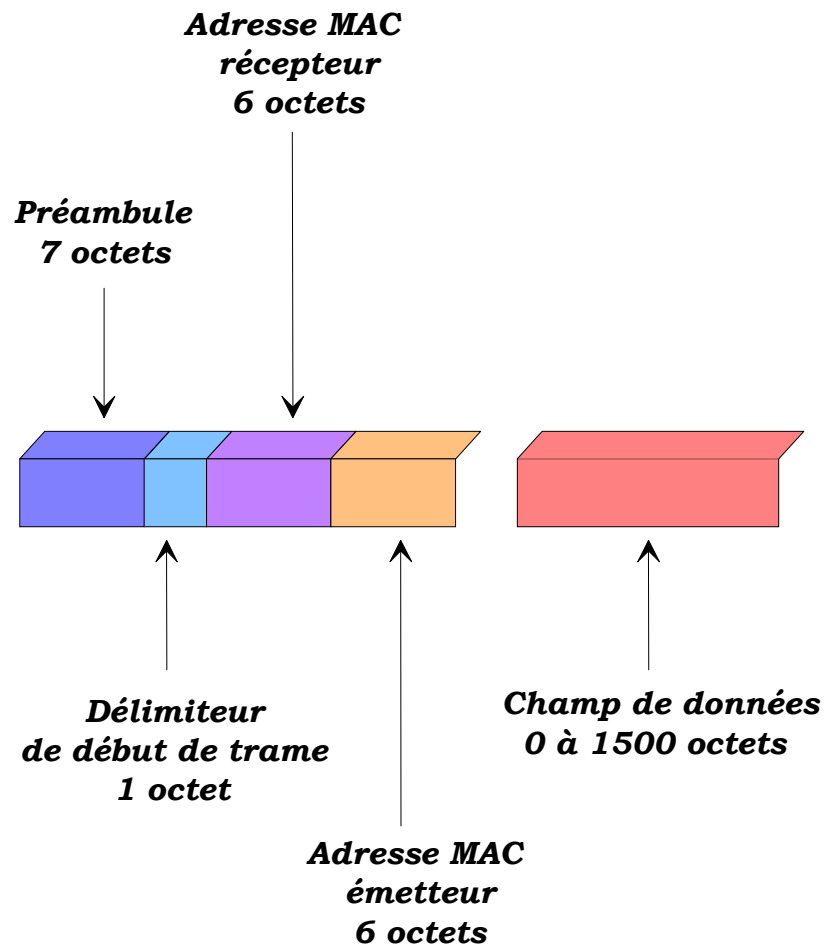 Adresse MAC
récepteur
6 octets
Préambule
7 octets
Délimiteur
de début de trame
1 octet
Champ de données
0 à 1500 octets
Adresse MAC
émetteur
6 octets